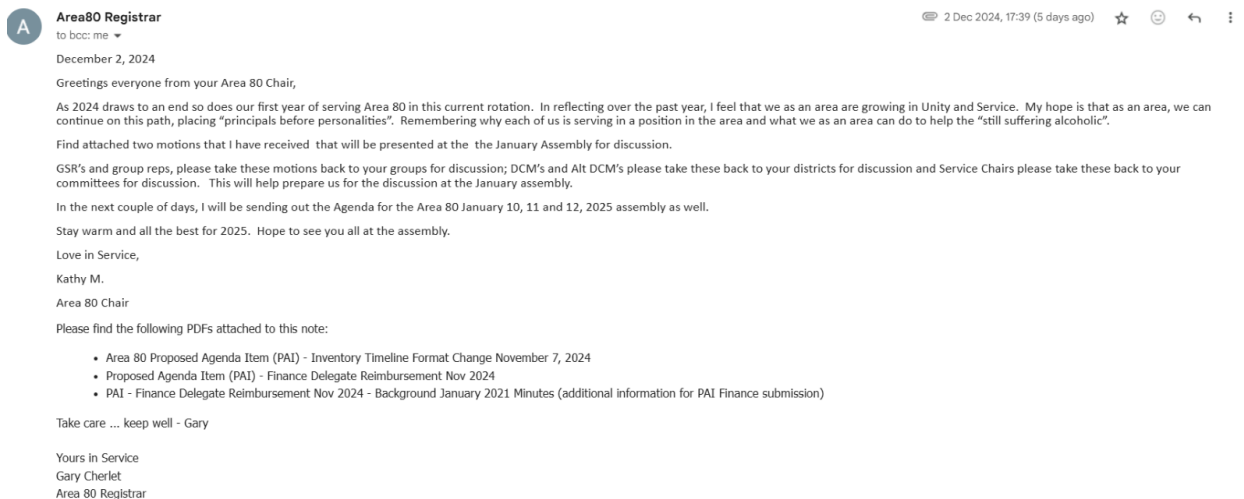 A
Area80 Registrar
2 Dec 2024, 17:39 (5 days ago)
to bcc: me
December 2, 2024
Greetings everyone from your Area 80 Chair,
As 2024 draws to an end so does our first year of serving Area 80 in this current rotation.  In reflecting over the past year, I feel that we as an area are growing in Unity and Service.  My hope is that as an area, we can
continue on this path, placing “principals before personalities”.  Remembering why each of us is serving in a position in the area and what we as an area can do to help the “still suffering alcoholic”.
Find attached two motions that I have received  that will be presented at the  the January Assembly for discussion.
GSR’s and group reps, please take these motions back to your groups for discussion; DCM’s and Alt DCM’s please take these back to your districts for discussion and Service Chairs please take these back to your
committees for discussion.   This will help prepare us for the discussion at the January assembly.
In the next couple of days, I will be sending out the Agenda for the Area 80 January 10, 11 and 12, 2025 assembly as well.
Stay warm and all the best for 2025.  Hope to see you all at the assembly.
Love in Service,
Kathy M.
Area 80 Chair
Please find the following PDFs attached to this note:
• Area 80 Proposed Agenda Item (PAI) - Inventory Timeline Format Change November 7, 2024
• Proposed Agenda Item (PAI) - Finance Delegate Reimbursement Nov 2024
• PAI - Finance Delegate Reimbursement Nov 2024 - Background January 2021 Minutes (additional information for PAI Finance submission)
Take care ... keep well - Gary
Yours in Service
Gary Cherlet
Area 80 Registrar